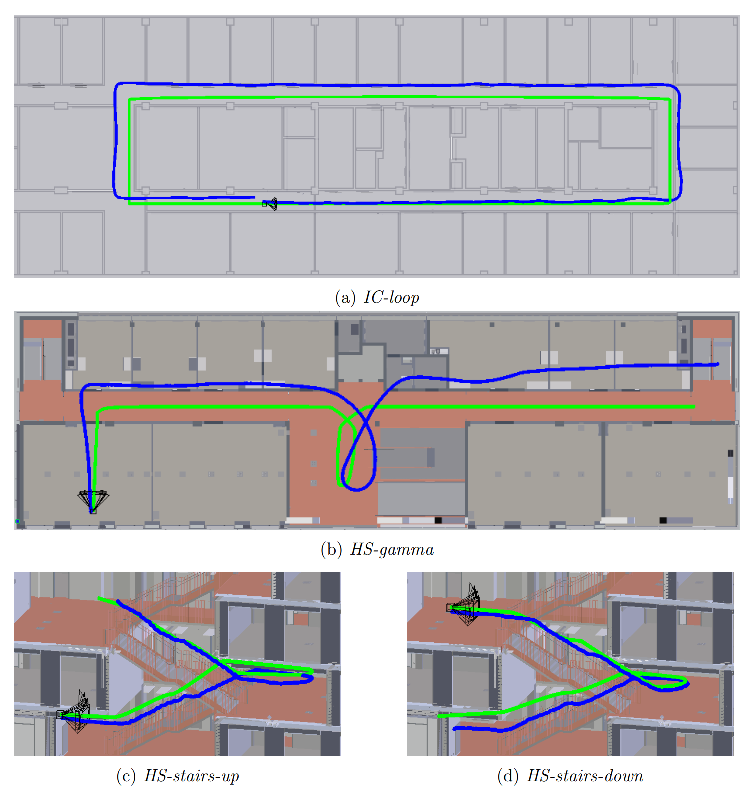 (a) IC-loop
(b) HS-gamma
(c) HS-stairs-up
(d) HS-stairs-down